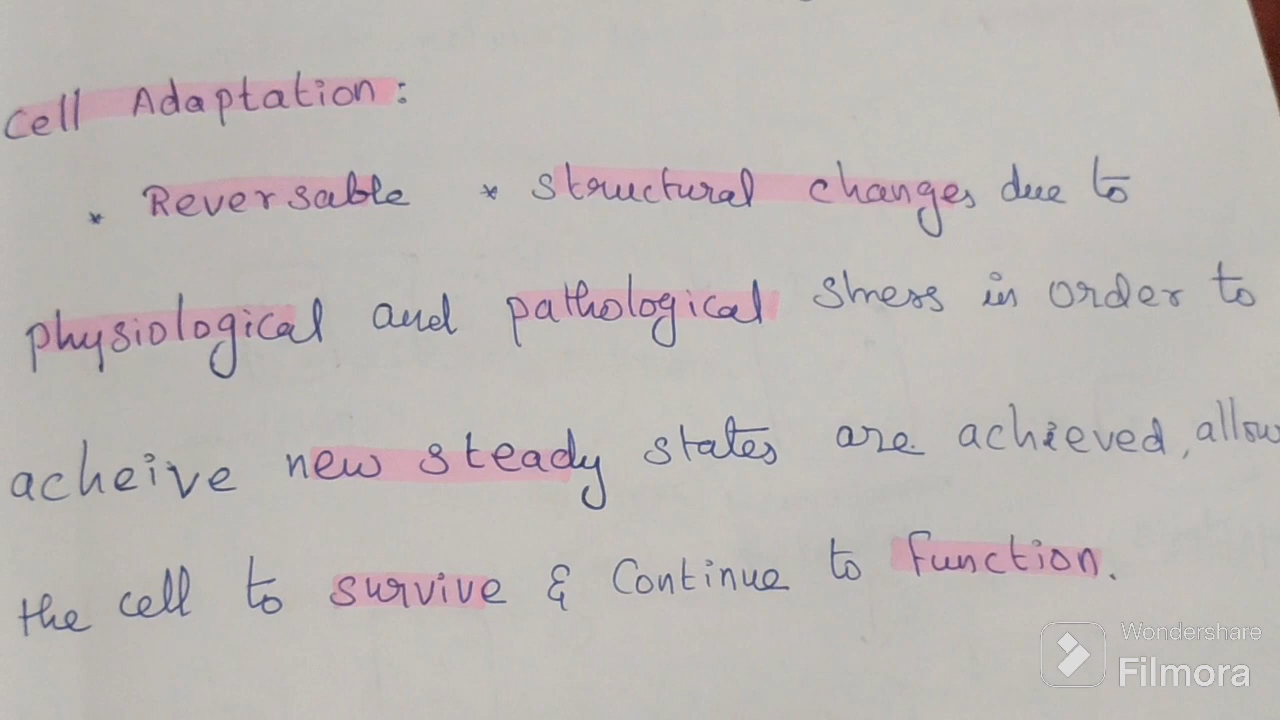 Cell Adaptation:
* Reversable * structural changes due to
physiological and pathological stress in order to
acheive new steady states are achieved, allow
the cell to survive & Continue to function.
Wondershare
Filmora